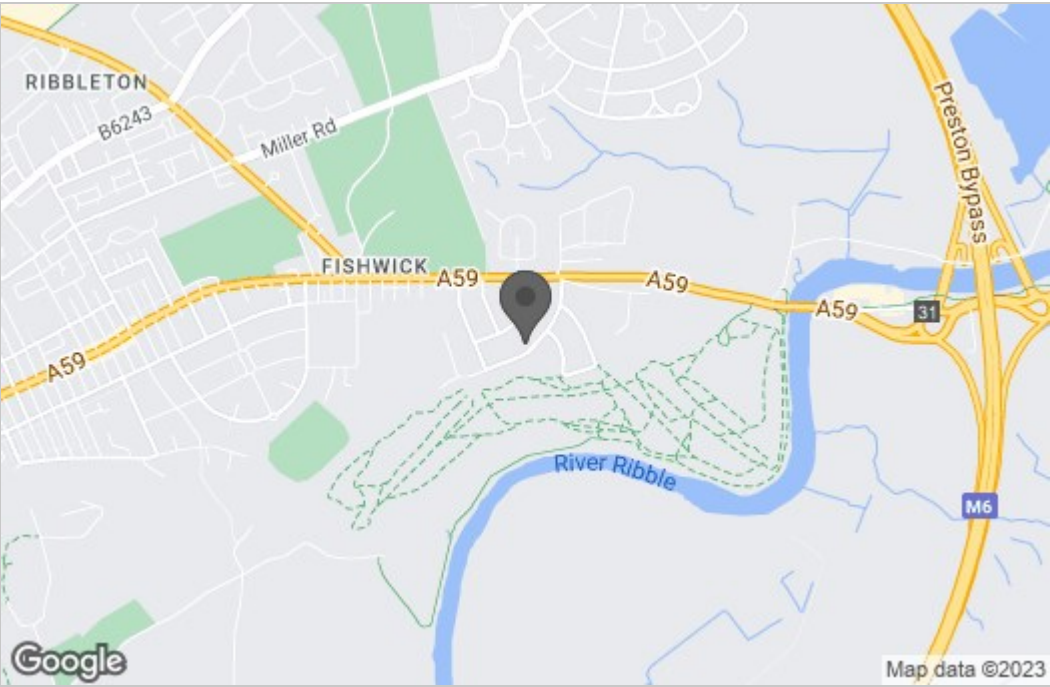 RIBBLETON
B6243
Miller Rd
Preston Bypass
FISHWICK
A59
A59
A59
31
A59
River Ribble
M6
Google
Map data ©2023